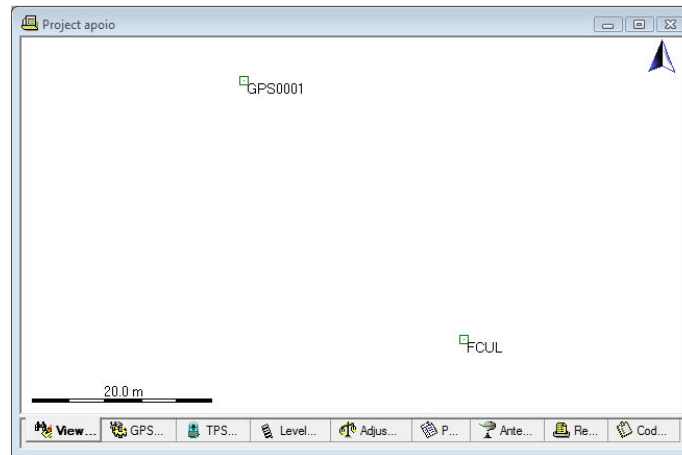 Project apoio
GPS0001
FCUL
20.0 m
View... GPS... TPS... Level... Adjus... P... Ante... Re... Cod...